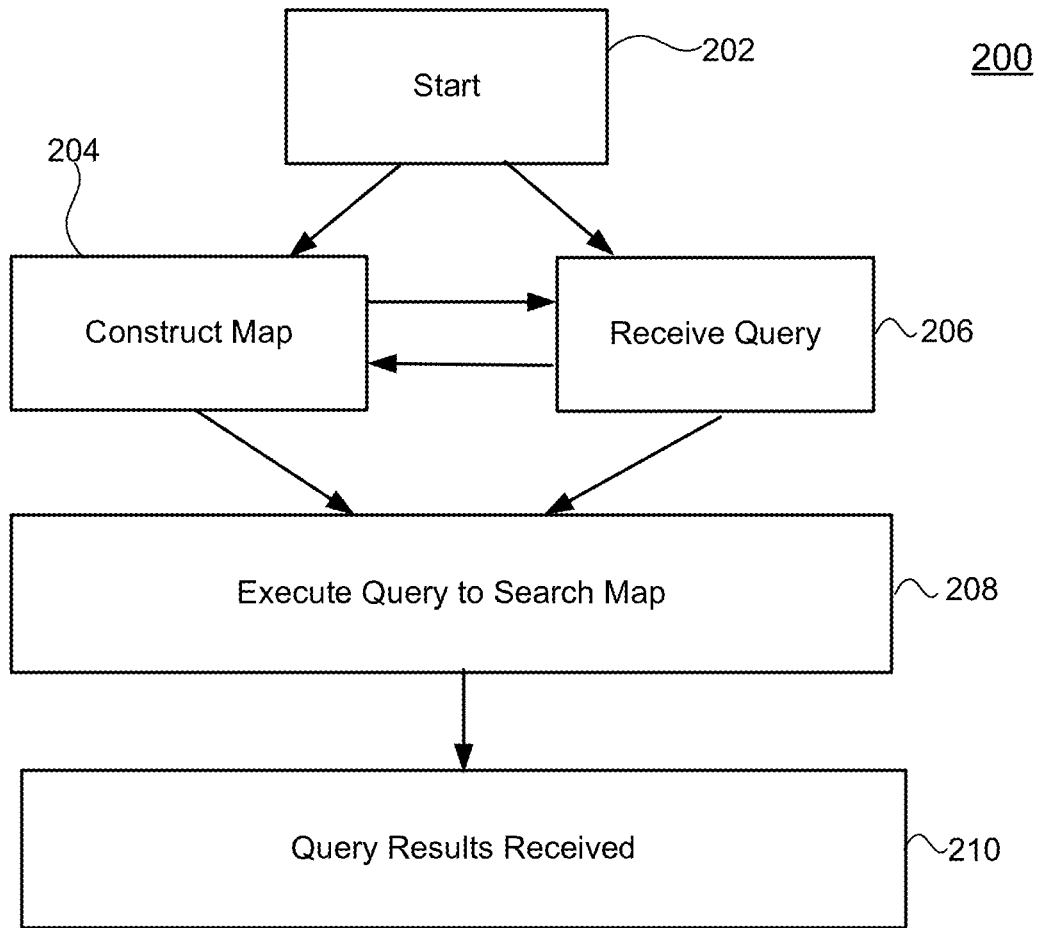 200
202
Start
204
Construct Map
Receive Query
206
Execute Query to Search Map
208
Query Results Received
210